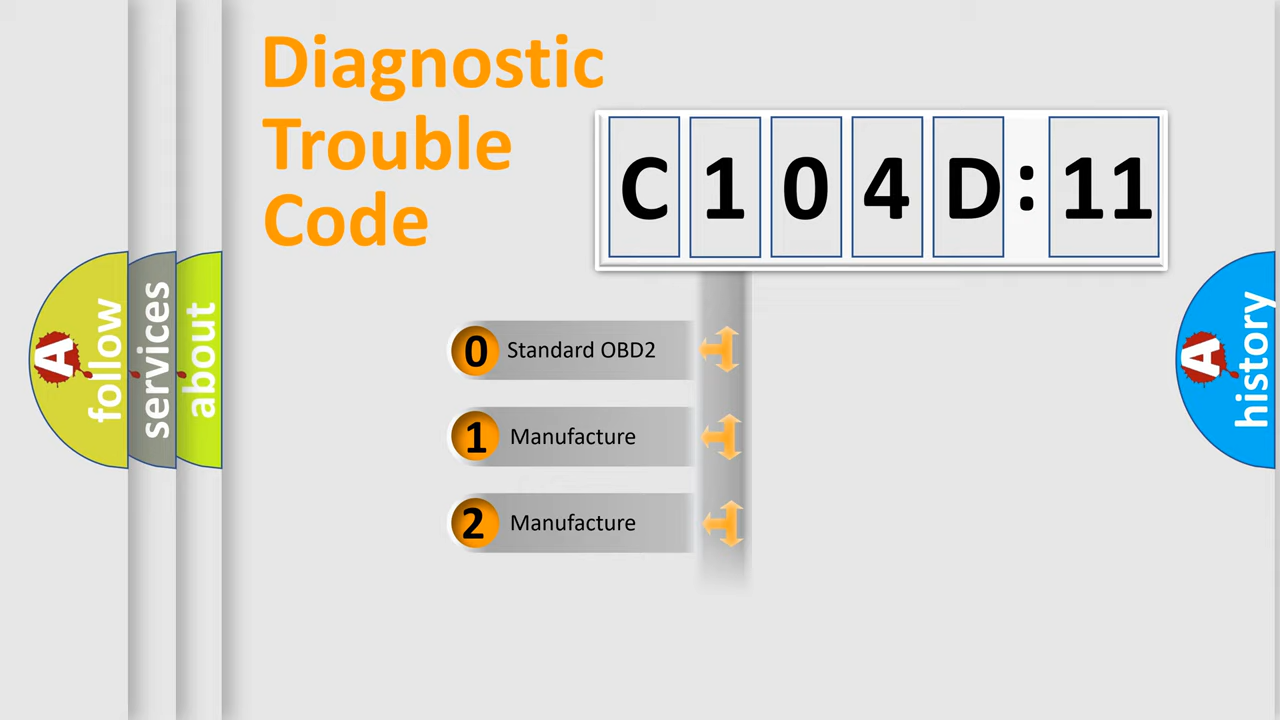 Diagnostic
Trouble
Code
C 1 0 4 D : 11
0 Standard OBD2
1 Manufacture
2 Manufacture
A follow
services
about
A history